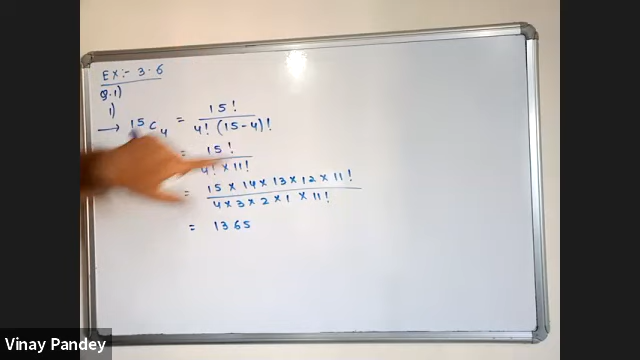 EX:- 3.6
Q.1)
1)
→ 15C4 = 15! / 4! (15-4)!
= 15! / 4! × 11!
= 15 × 14 × 13 × 12 × 11! / 4 × 3 × 2 × 1 × 11!
= 1365
Vinay Pandey